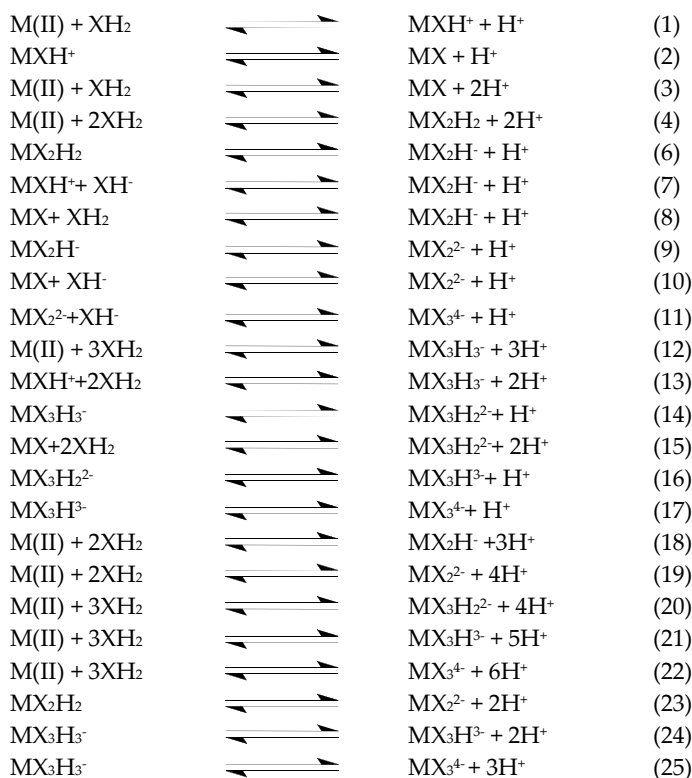 M(II) + XH₂ ⇌ MXH⁺ + H⁺ (1)
MXH⁺ ⇌ MX + H⁺ (2)
M(II) + XH₂ ⇌ MX + 2H⁺ (3)
M(II) + 2XH₂ ⇌ MX₂H₂ + 2H⁺ (4)
MX₂H₂ ⇌ MX₂H⁻ + H⁺ (6)
MXH⁺+ XH⁻ ⇌ MX₂H⁻ + H⁺ (7)
MX+ XH₂ ⇌ MX₂H⁻ + H⁺ (8)
MX₂H⁻ ⇌ MX₂²⁻ + H⁺ (9)
MX+ XH⁻ ⇌ MX₂²⁻ + H⁺ (10)
MX₂²⁻+XH⁻ ⇌ MX₃⁴⁻ + H⁺ (11)
M(II) + 3XH₂ ⇌ MX₃H₃⁻ + 3H⁺ (12)
MXH⁺+2XH₂ ⇌ MX₃H₃⁻ + 2H⁺ (13)
MX₃H₃⁻ ⇌ MX₃H₂²⁻+ H⁺ (14)
MX+2XH₂ ⇌ MX₃H₂²⁻+ 2H⁺ (15)
MX₃H₂²⁻ ⇌ MX₃H³⁻+ H⁺ (16)
MX₃H³⁻ ⇌ MX₃⁴⁻+ H⁺ (17)
M(II) + 2XH₂ ⇌ MX₂H⁻ +3H⁺ (18)
M(II) + 2XH₂ ⇌ MX₂²⁻ + 4H⁺ (19)
M(II) + 3XH₂ ⇌ MX₃H₂²⁻ + 4H⁺ (20)
M(II) + 3XH₂ ⇌ MX₃H³⁻ + 5H⁺ (21)
M(II) + 3XH₂ ⇌ MX₃⁴⁻ + 6H⁺ (22)
MX₂H₂ ⇌ MX₂²⁻ + 2H⁺ (23)
MX₃H₃⁻ ⇌ MX₃H³⁻ + 2H⁺ (24)
MX₃H₃⁻ ⇌ MX₃⁴⁻ + 3H⁺ (25)